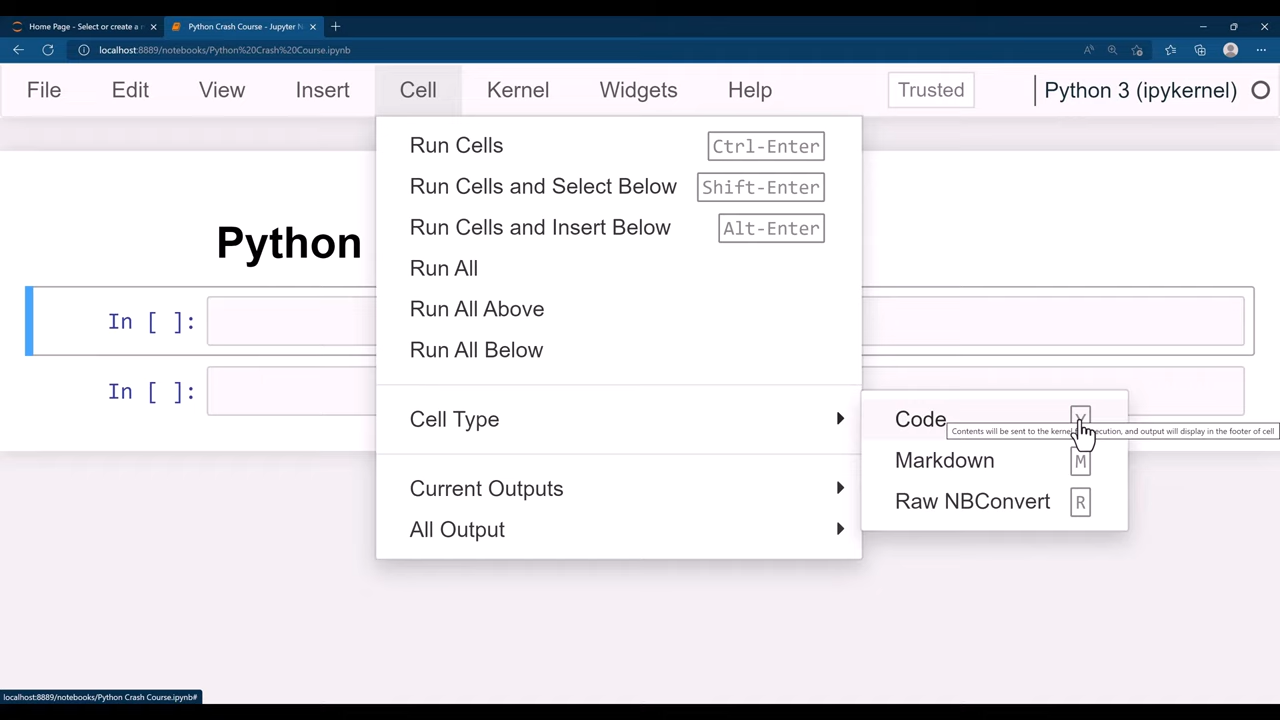 Home Page - Select or create a n
Python Crash Course - Jupyter N
localhost:8889/notebooks/Python%20Crash%20Course.ipynb
File Edit View Insert Cell Kernel Widgets Help Trusted Python 3 (ipykernel)
Run Cells Ctrl-Enter
Run Cells and Select Below Shift-Enter
Run Cells and Insert Below Alt-Enter
Run All
Run All Above
Run All Below
Cell Type
Current Outputs
All Output
Python
In [ ]:
In [ ]:
Code Y
Contents will be sent to the kernel execution, and output will display in the footer of cell
Markdown M
Raw NBConvert R
localhost:8889/notebooks/Python Crash Course.ipynb#